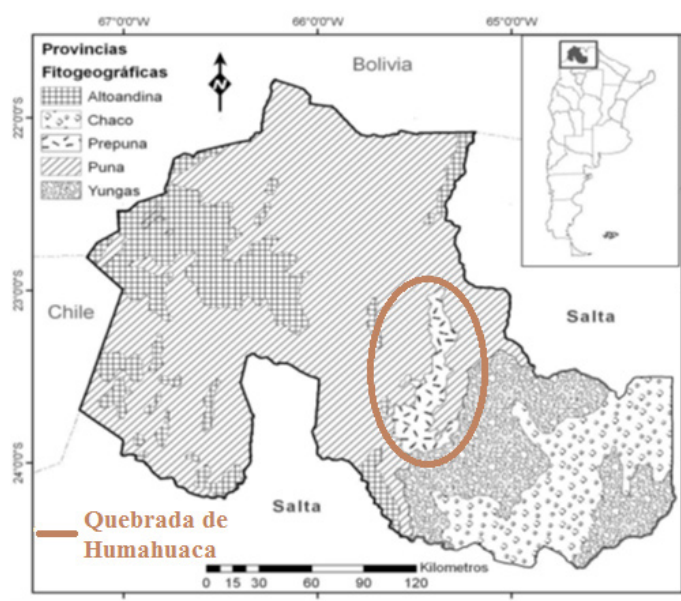 67°0'0"W
66°0'0"W
65°0'0"W
Provincias
Fitogeográficas
Altoandina
Chaco
Prepuna
Puna
Yungas
N
Bolivia
22°0'0"S
23°0'0"S
Chile
Salta
24°0'0"S
Salta
Quebrada de
Humahuaca
Kilometros
0 15 30 60 90 120